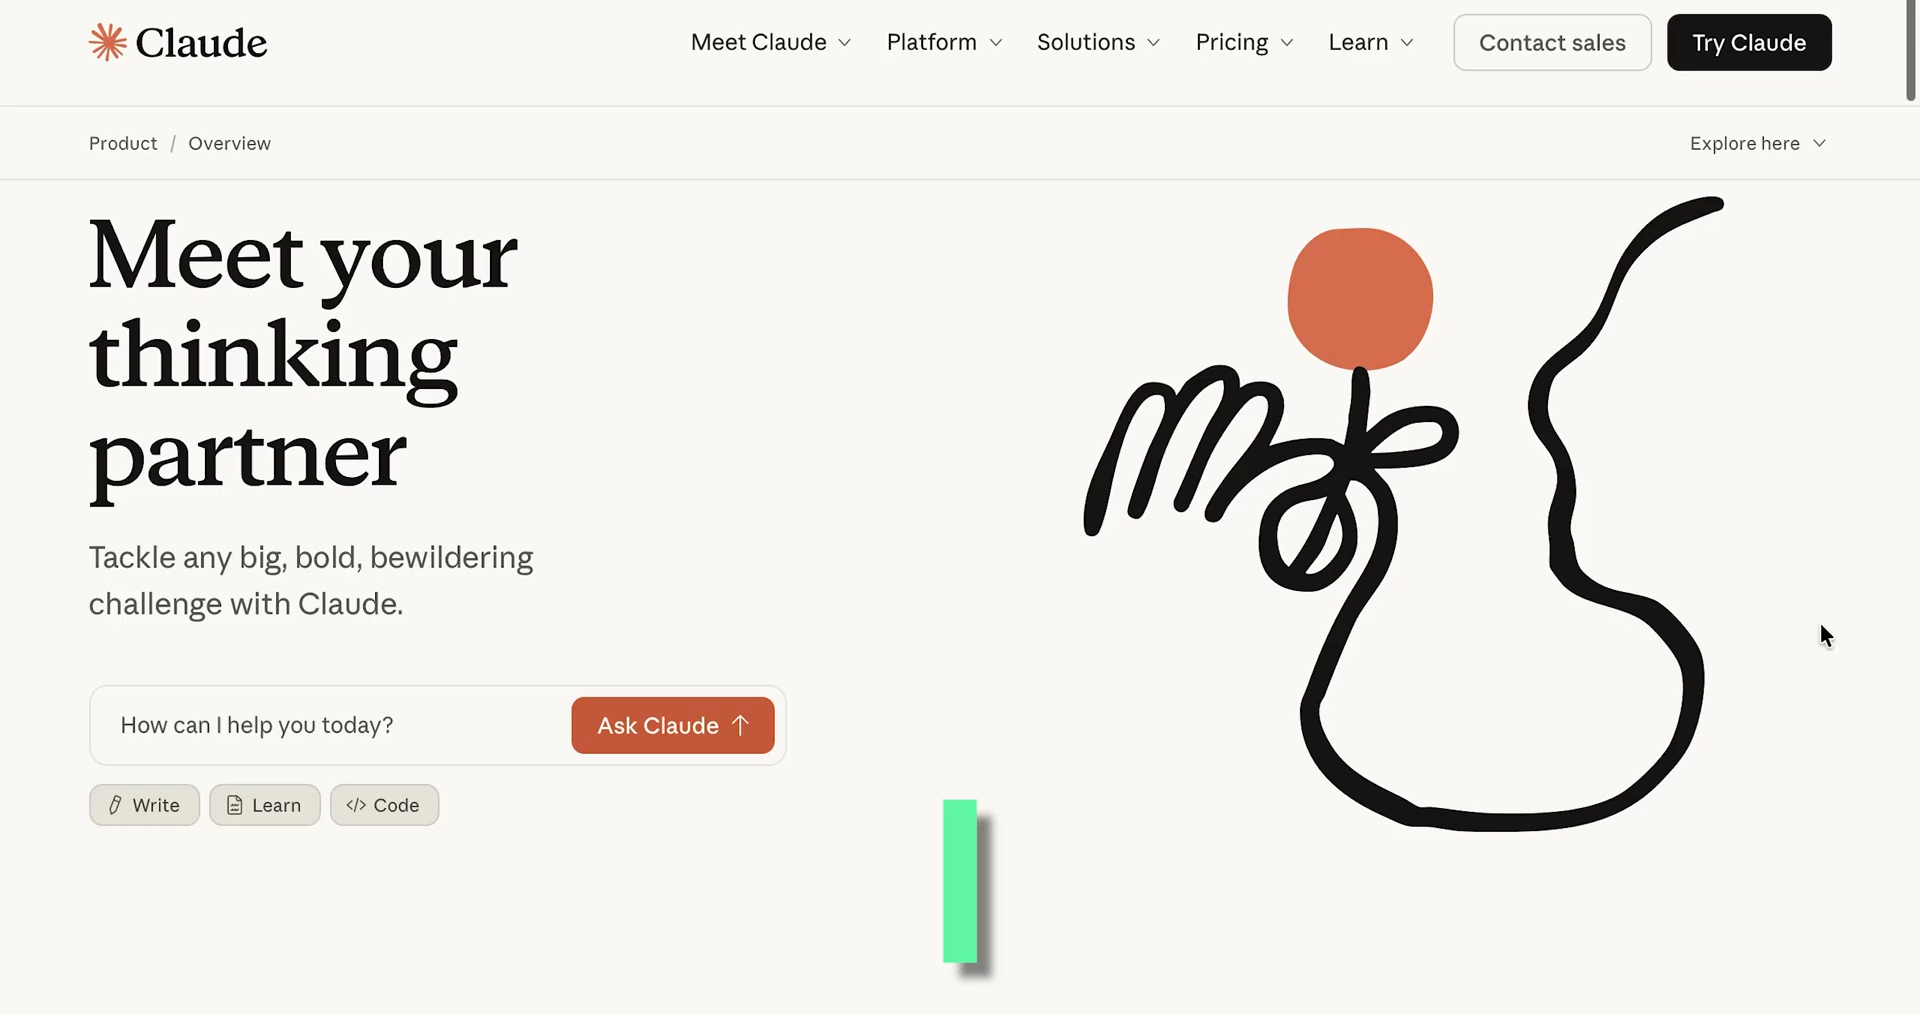 Claude
Meet Claude Platform Solutions Pricing Learn Contact sales Try Claude
Product / Overview
Explore here
Meet your
thinking
partner
Tackle any big, bold, bewildering
challenge with Claude.
How can I help you today?
Ask Claude ↑
Write Learn </> Code